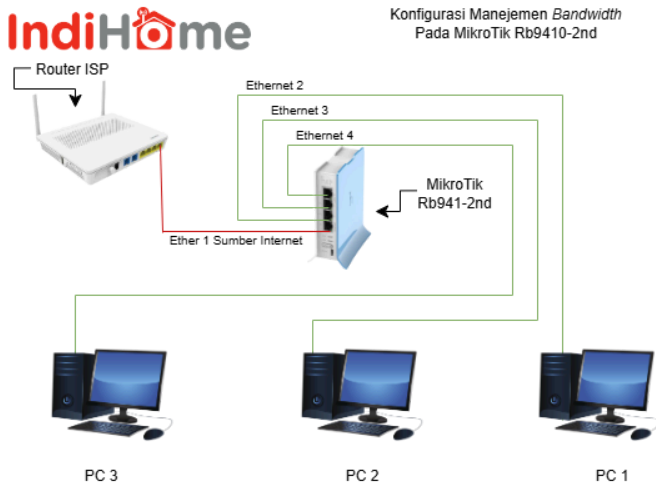 IndiHome
Konfigurasi Manejemen Bandwidth
Pada MikroTik Rb9410-2nd
Router ISP
Ethernet 2
Ethernet 3
Ethernet 4
MikroTik
Rb941-2nd
Ether 1 Sumber Internet
PC 3
PC 2
PC 1